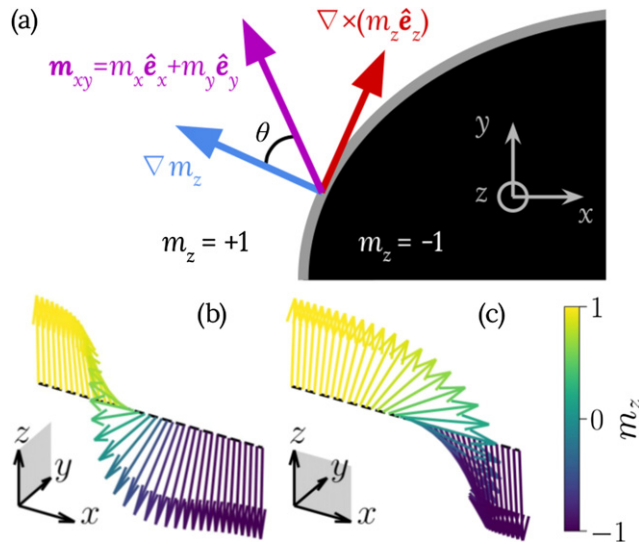 (a)
∇×(m_z ê_z)
m_xy=m_x ê_x+m_y ê_y
θ
∇ m_z
y
z
x
m_z = +1
m_z = −1
(b)
(c)
1
0
−1
m_z
z
y
x
z
y
x